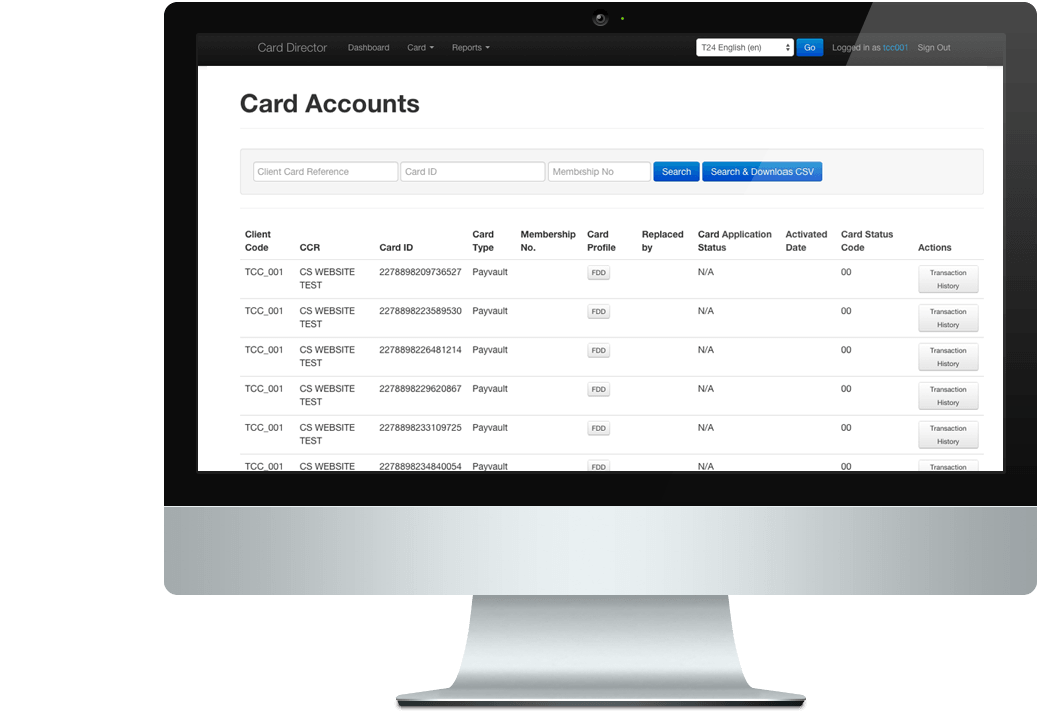 Card Director Dashboard Card Reports T24 English (en) Go Logged in as tcc001 Sign Out
Card Accounts
Client Card Reference Card ID Membership No Search Search & Download CSV
Client Code CCR Card ID Card Type Membership No. Card Profile Replaced by Card Application Status Activated Date Card Status Code Actions
TCC_001 CS WEBSITE TEST 2278898209736527 Payvault FDD N/A 00 Transaction History
TCC_001 CS WEBSITE TEST 2278898223589530 Payvault FDD N/A 00 Transaction History
TCC_001 CS WEBSITE TEST 2278898226481214 Payvault FDD N/A 00 Transaction History
TCC_001 CS WEBSITE TEST 2278898229620867 Payvault FDD N/A 00 Transaction History
TCC_001 CS WEBSITE TEST 2278898233109725 Payvault FDD N/A 00 Transaction History
TCC_001 CS WEBSITE 2278898234840054 Payvault FDD N/A 00 Transaction